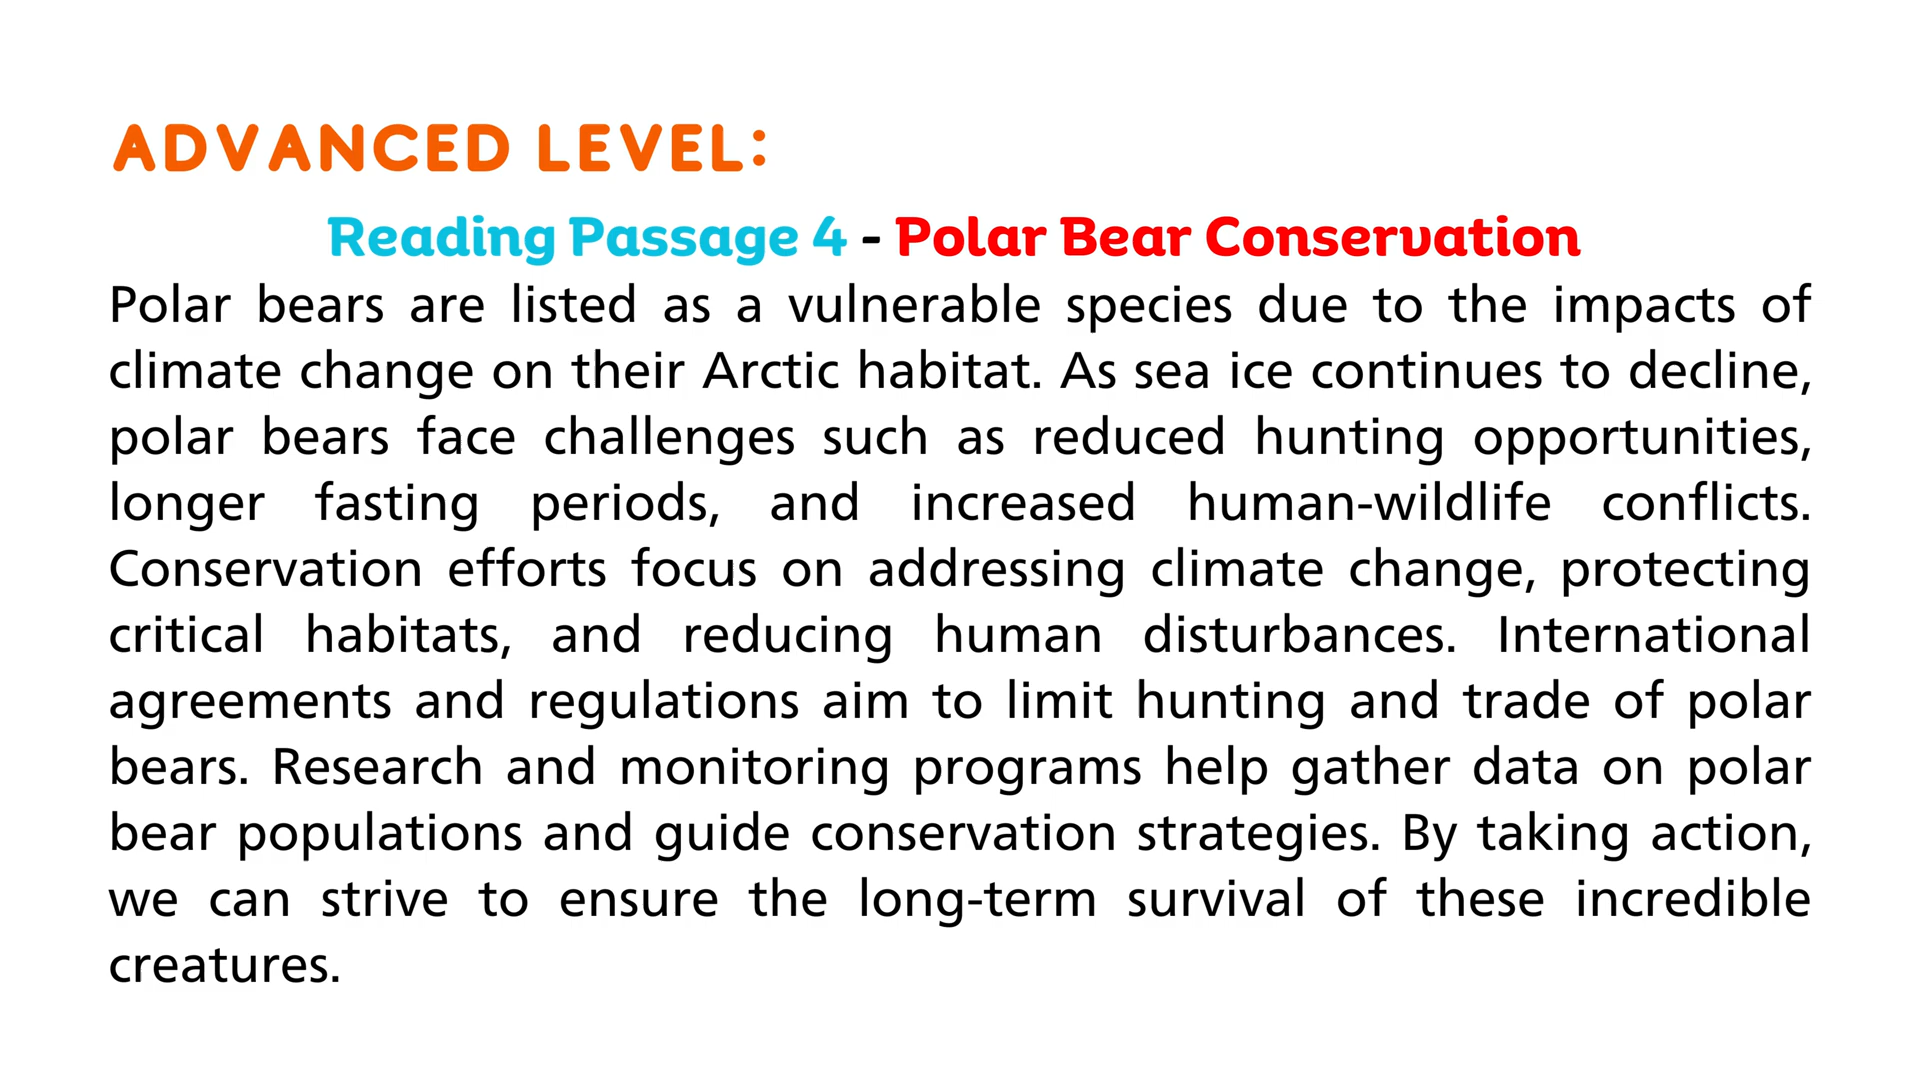 ADVANCED LEVEL:
Reading Passage 4 - Polar Bear Conservation
Polar bears are listed as a vulnerable species due to the impacts of
climate change on their Arctic habitat. As sea ice continues to decline,
polar bears face challenges such as reduced hunting opportunities,
longer fasting periods, and increased human-wildlife conflicts.
Conservation efforts focus on addressing climate change, protecting
critical habitats, and reducing human disturbances. International
agreements and regulations aim to limit hunting and trade of polar
bears. Research and monitoring programs help gather data on polar
bear populations and guide conservation strategies. By taking action,
we can strive to ensure the long-term survival of these incredible
creatures.